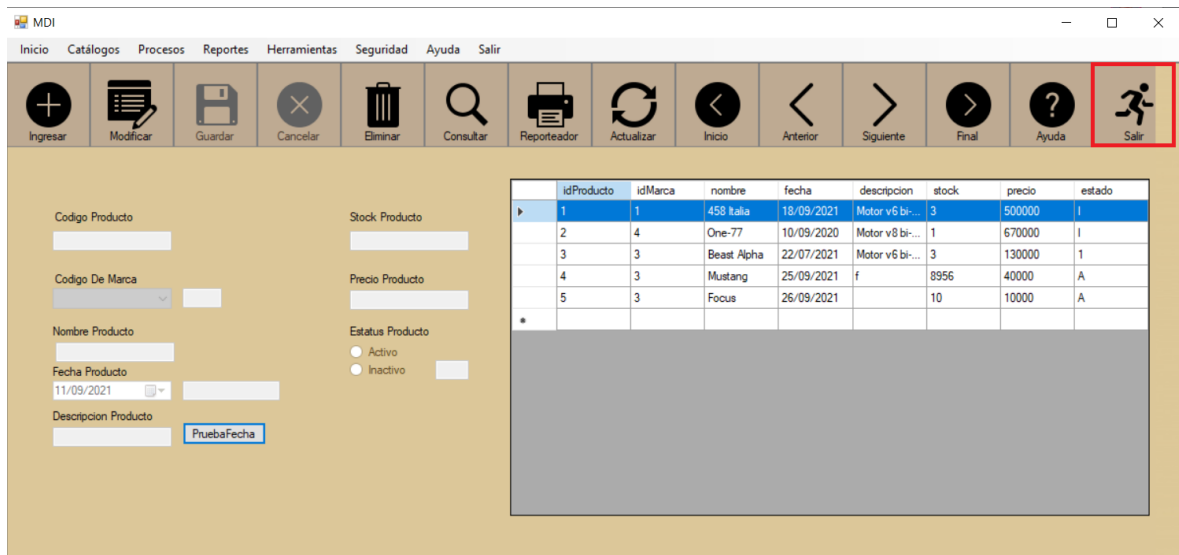 MDI
Inicio Catálogos Procesos Reportes Herramientas Seguridad Ayuda Salir
Ingresar Modificar Guardar Cancelar Eliminar Consultar Reporteador Actualizar Inicio Anterior Siguiente Final Ayuda Salir
idProducto idMarca nombre fecha descripcion stock precio estado
1 1 458 Italia 18/09/2021 Motor v6 bi-... 3 500000 I
2 4 One-77 10/09/2020 Motor v8 bi-... 1 670000 I
3 3 Beast Alpha 22/07/2021 Motor v6 bi-... 3 130000 1
4 3 Mustang 25/09/2021 f 8956 40000 A
5 3 Focus 26/09/2021 10 10000 A
Codigo Producto Stock Producto
Codigo De Marca Precio Producto
Nombre Producto Estatus Producto
Activo
Fecha Producto Inactivo
11/09/2021
Descripcion Producto
PruebaFecha